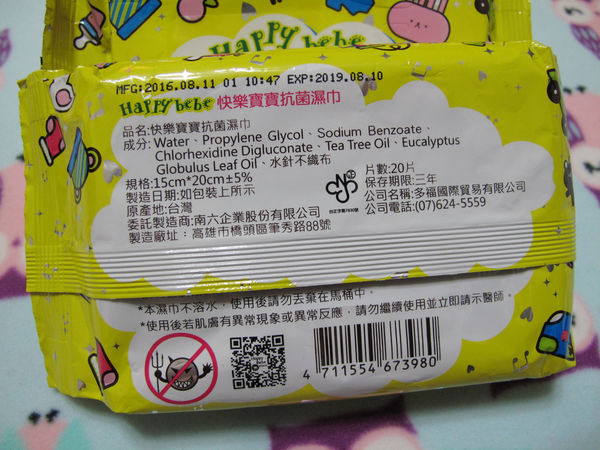 Happy bebe
MFG:2016.08.11 01 10:47 EXP:2019.08.10
Happy bebe 快樂寶寶抗菌濕巾
品名:快樂寶寶抗菌濕巾
成分:Water、Propylene Glycol、Sodium Benzoate、
Chlorhexidine Digluconate、Tea Tree Oil、Eucalyptus
Globulus Leaf Oil、水針不織布
規格:15cm*20cm±5%
製造日期:如包裝上所示
原產地:台灣
委託製造商:南六企業股份有限公司
製造廠址：高雄市橋頭區筆秀路88號
片數:20片
保存期限:三年
公司名稱:多福國際貿易有限公司
公司電話:(07)624-5559
*本濕巾不溶水，使用後請勿丟棄在馬桶中。
*使用後若肌膚有異常現象或異常反應，請勿繼續使用並立即請示醫師。
4 711554 673980